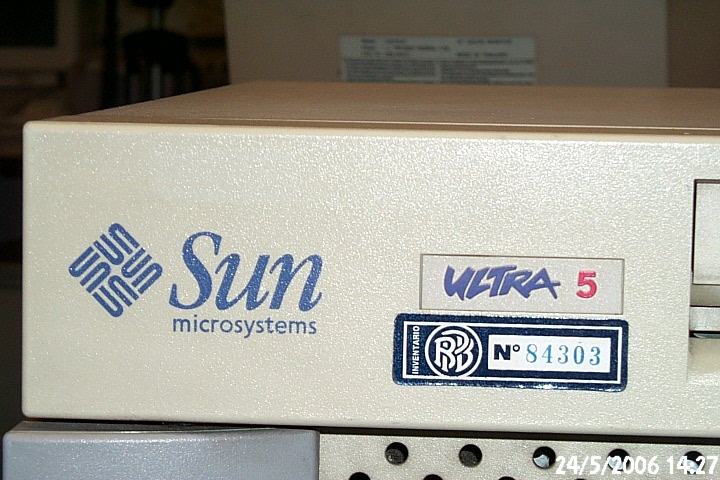 Sun
microsystems
ULTRA 5
INVENTARIO
N° 84303
24/5/2006 14:27